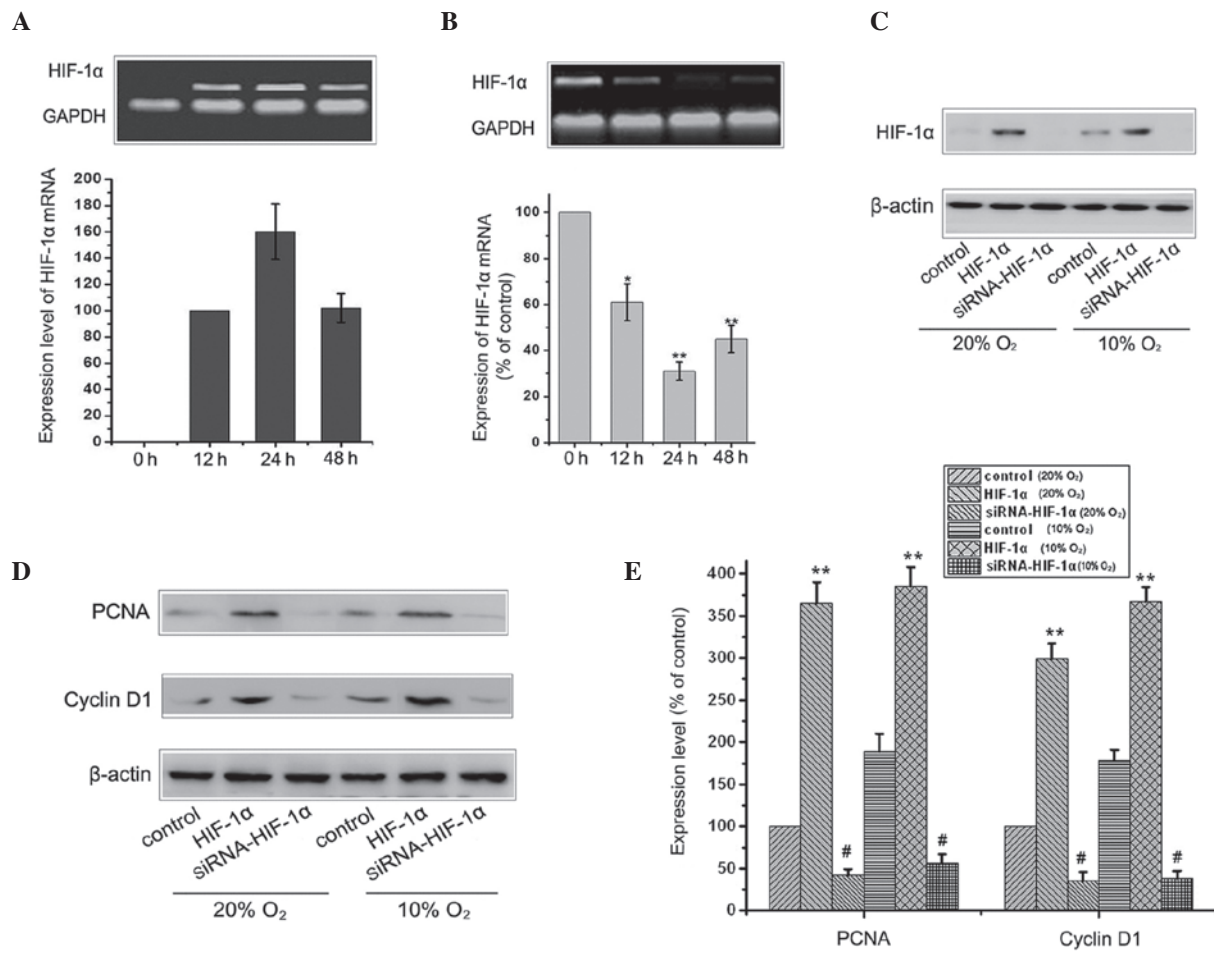 A
HIF-1α
GAPDH
Expression level of HIF-1α mRNA
200
180
160
140
120
100
80
60
40
20
0
0 h 12 h 24 h 48 h
B
HIF-1α
GAPDH
Expression of HIF-1α mRNA
(% of control)
100
80
60
40
20
0
*
**
**
0 h 12 h 24 h 48 h
C
HIF-1α
β-actin
control HIF-1α siRNA-HIF-1α control HIF-1α siRNA-HIF-1α
20% O₂ 10% O₂
D
PCNA
Cyclin D1
β-actin
control HIF-1α siRNA-HIF-1α control HIF-1α siRNA-HIF-1α
20% O₂ 10% O₂
E
control (20% O₂)
HIF-1α (20% O₂)
siRNA-HIF-1α (20% O₂)
control (10% O₂)
HIF-1α (10% O₂)
siRNA-HIF-1α (10% O₂)
Expression level (% of control)
400
350
300
250
200
150
100
50
0
** # ** # ** # ** #
PCNA Cyclin D1